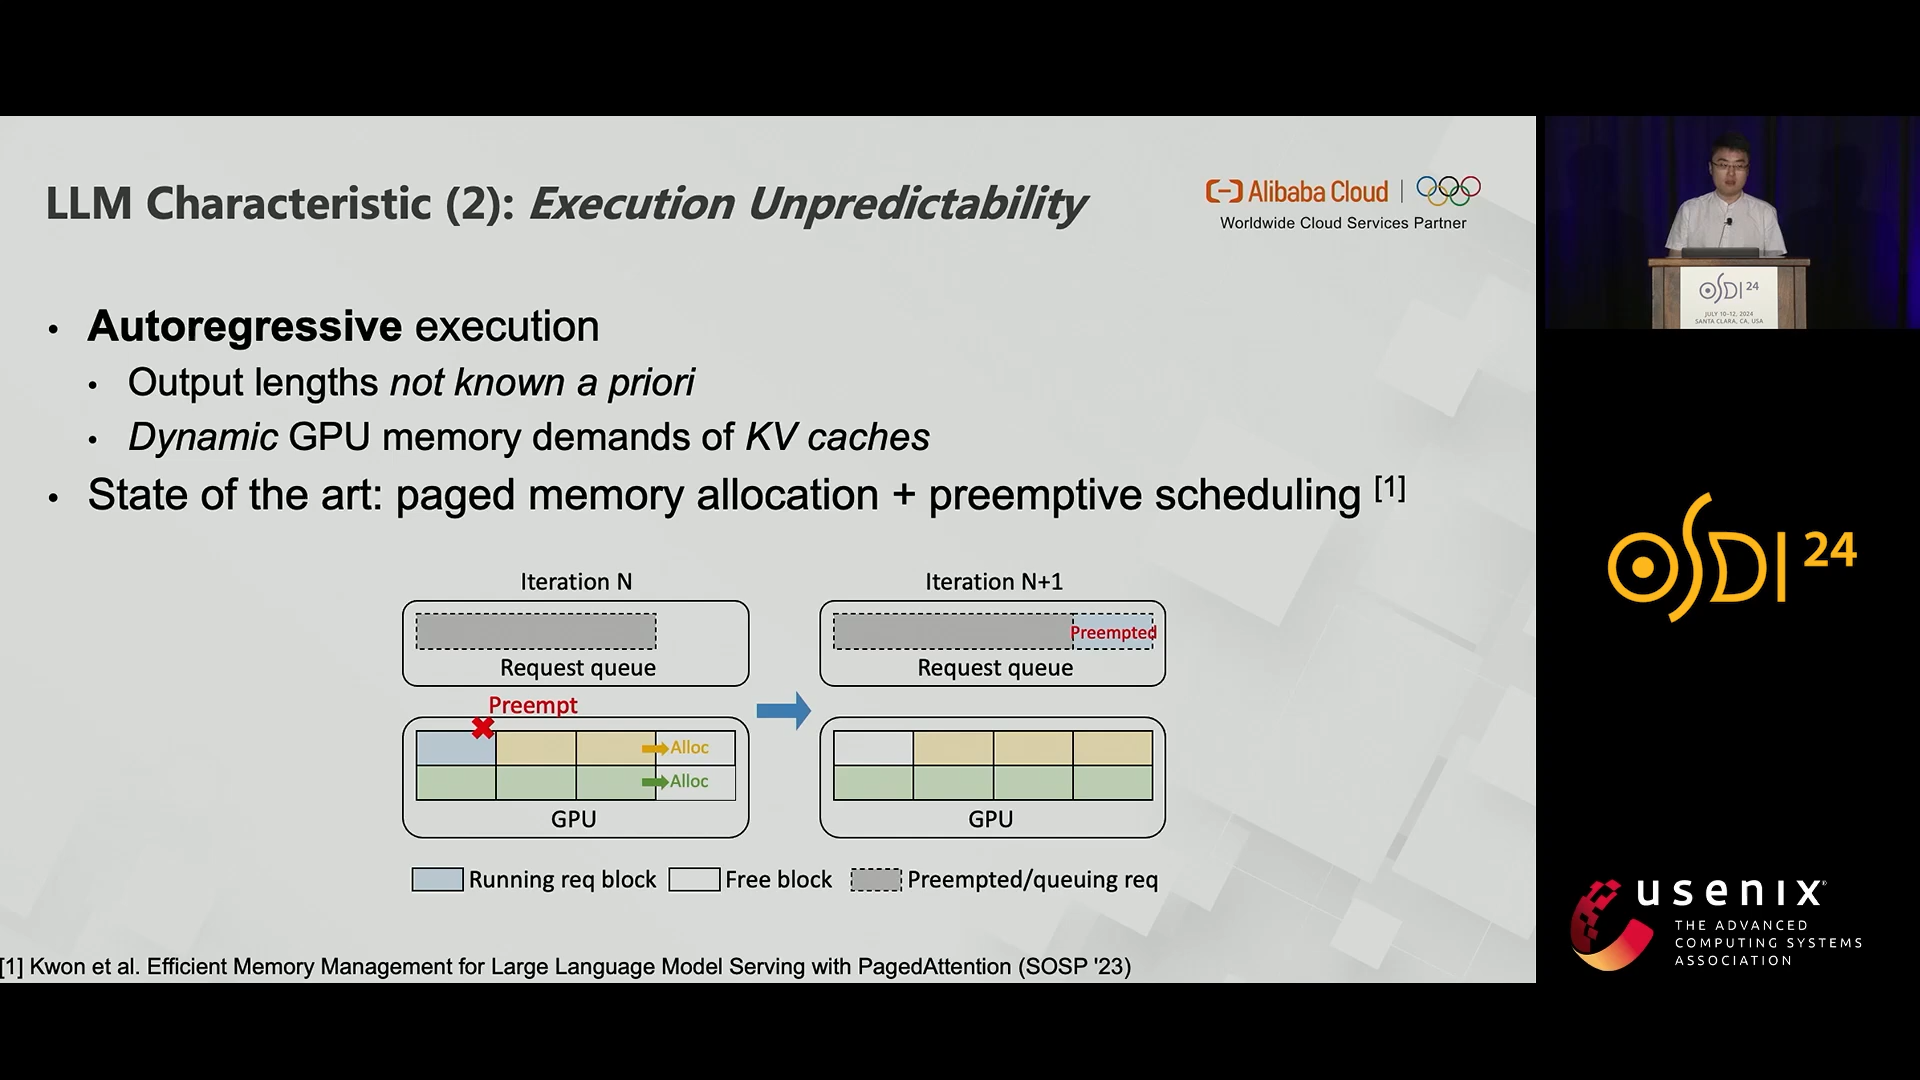 LLM Characteristic (2): Execution Unpredictability
Alibaba Cloud
Worldwide Cloud Services Partner
• Autoregressive execution
• Output lengths not known a priori
• Dynamic GPU memory demands of KV caches
• State of the art: paged memory allocation + preemptive scheduling [1]
Iteration N
Request queue
Preempt
Alloc
Alloc
GPU
Iteration N+1
Preempted
Request queue
GPU
Running req block
Free block
Preempted/queuing req
[1] Kwon et al. Efficient Memory Management for Large Language Model Serving with PagedAttention (SOSP '23)
OSDI 24
JULY 10-12, 2024
SANTA CLARA, CA, USA
OSDI 24
usenix
THE ADVANCED
COMPUTING SYSTEMS
ASSOCIATION